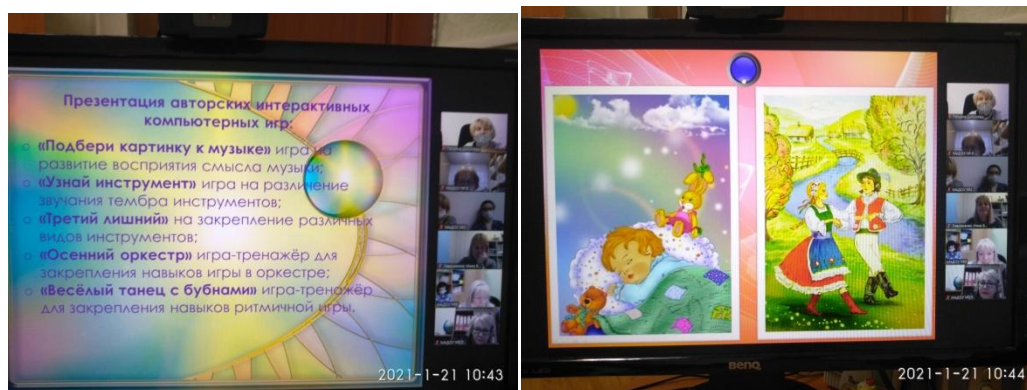 Презентация авторских интерактивных
компьютерных игр:
«Подбери картинку к музыке» игра на
развитие восприятия смысла музыки;
«Узнай инструмент» игра на различение
звучания тембра инструментов;
«Третий лишний» на закрепление различных
видов инструментов;
«Осенний оркестр» игра-тренажёр для
закрепления навыков игры в оркестре;
«Весёлый танец с бубнами» игра-тренажёр
для закрепления навыков ритмичной игры.
2021-1-21 10:43
BenQ
2021-1-21 10:44